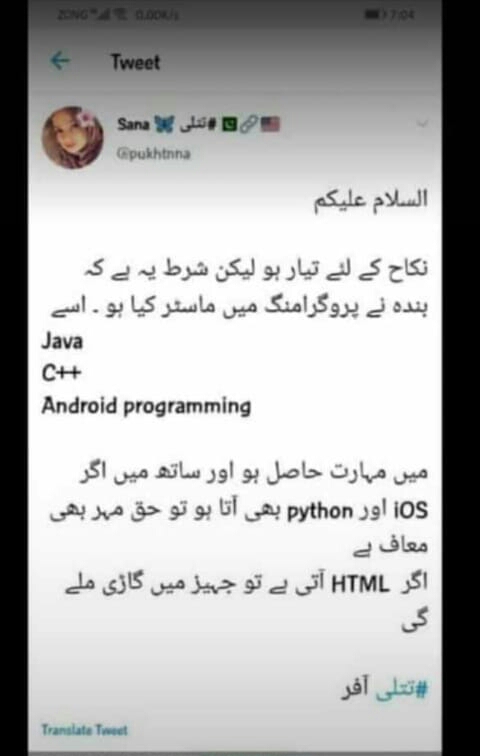 ZONG 0.00K/s 7:04
Tweet
Sana #تتلی
@pukhtnna
السلام علیکم
نکاح کے لئے تیار ہو لیکن شرط یہ ہے کہ
بندہ نے پروگرامنگ میں ماسٹر کیا ہو ۔ اسے
Java
C++
Android programming
میں مہارت حاصل ہو اور ساتھ میں اگر
iOS اور python بھی آتا ہو تو حق مہر بھی
معاف ہے
اگر HTML آتی ہے تو جہیز میں گاڑی ملے
گی
#تتلی آفر
Translate Tweet